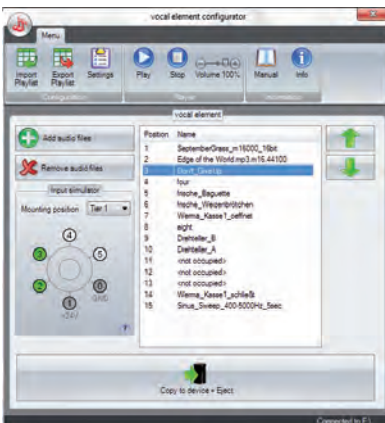 vocal element configurator
Menu
Import Playlist
Export Playlist
Settings
Play
Stop
Volume 100%
Manual
Info
Configuration
Player
Information
vocal element
Add audio files
Remove audio files
Input simulator
Mounting position
Tier 1
4
3
5
2
6
1
+24V
GND
Position Name
1 SeptemberGrass_m16000_16bit
2 Edge of the World.mp3.m16.44100
3 Don't_GiveUp
4 four
5 frische_Baguette
6 frische_Weizenbrötchen
7 Werma_Kasse1_oeffnet
8 eight
9 Drehteller_B
10 Drehteller_A
11 <not occupied>
12 <not occupied>
13 <not occupied>
14 Werma_Kasse1_schließt
15 Sinus_Sweep_400-5000Hz_5sec
Copy to device + Eject
Connected to F:\